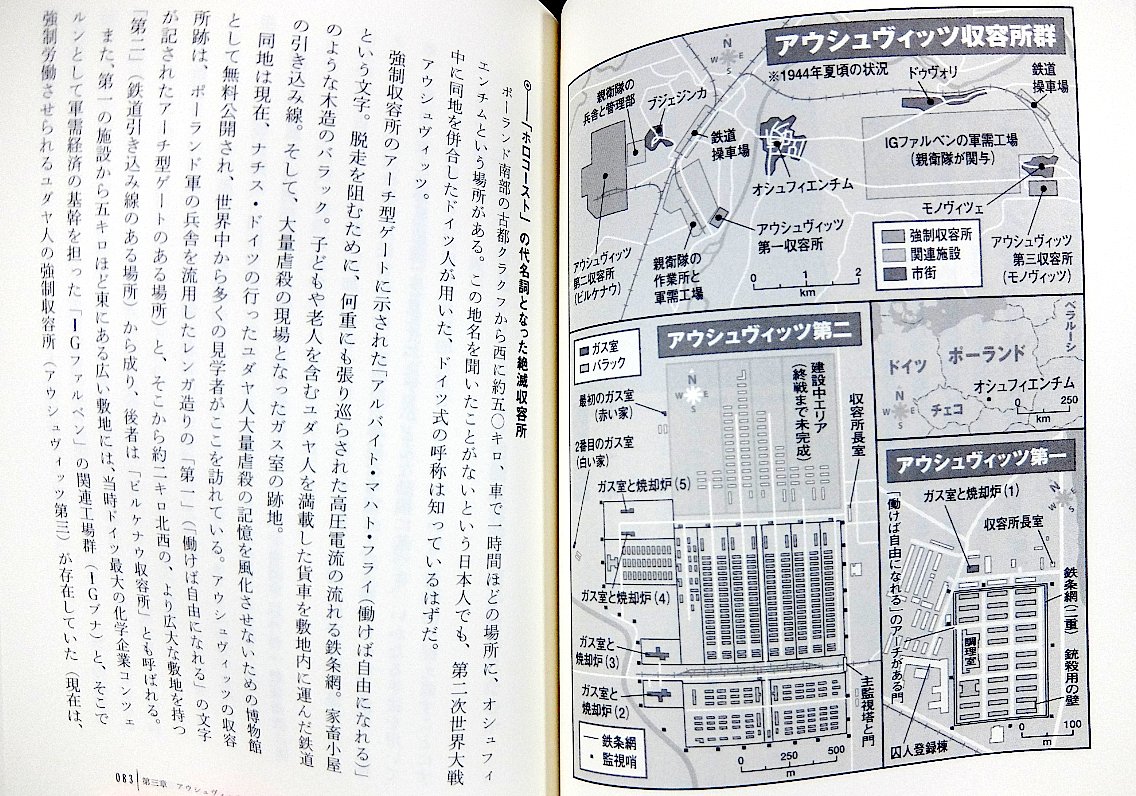 ◎──「ホロコースト」の代名詞となった絶滅収容所
ポーランド南部の古都クラクフから西に約五〇キロ、車で一時間ほどの場所に、オシュフィ
エンチムという場所がある。この地名を聞いたことがないという日本人でも、第二次世界大戦
中に同地を併合したドイツ人が用いた、ドイツ式の呼称は知っているはずだ。
アウシュヴィッツ。
強制収容所のアーチ型ゲートに示された「アルバイト・マハト・フライ（働けば自由になれる）」
という文字。脱走を阻むために、何重にも張り巡らされた高圧電流の流れる鉄条網。家畜小屋
のような木造のバラック。子どもや老人を含むユダヤ人を満載した貨車を敷地内に運んだ鉄道
の引き込み線。そして、大量虐殺の現場となったガス室の跡地。
同地は現在、ナチス・ドイツの行ったユダヤ人大量虐殺の記憶を風化させないための博物館
として無料公開され、世界中から多くの見学者がここを訪れている。アウシュヴィッツの収容
所跡は、ポーランド軍の兵舎を流用したレンガ造りの「第一」（「働けば自由になれる」の文字
が記されたアーチ型ゲートのある場所）と、そこから約二キロ北西の、より広大な敷地を持つ
「第二」（鉄道引き込み線のある場所）から成り、後者は「ビルケナウ収容所」とも呼ばれる。
また、第一の施設から五キロほど東にある広い敷地には、当時ドイツ最大の化学企業コンツェ
ルンとして軍需経済の基幹を担った「IGファルベン」の関連工場群（IGブナ）と、そこで
強制労働させられるユダヤ人の強制収容所（アウシュヴィッツ第三）が存在していた（現在は、
083 第三章 アウシュヴィ
アウシュヴィッツ収容所群
※1944年夏頃の状況
N
W
E
S
親衛隊の
兵舎と管理部
ブジェジンカ
鉄道
操車場
ドゥヴォリ
鉄道
操車場
IGファルベンの軍需工場
（親衛隊が関与）
オシュフィエンチム
モノヴィツェ
アウシュヴィッツ
第一収容所
アウシュヴィッツ
第二収容所
（ビルケナウ）
親衛隊の
作業所と
軍需工場
アウシュヴィッツ
第三収容所
（モノヴィッツ）
強制収容所
関連施設
市街
0 1 2
km
アウシュヴィッツ第二
ガス室
バラック
N
W
E
S
最初のガス室
（赤い家）
2番目のガス室
（白い家）
建設中エリア
（終戦まで未完成）
収容所長室
ガス室と焼却炉（5）
ガス室と焼却炉（4）
ガス室と
焼却炉（3）
ガス室と
焼却炉（2）
主監視塔と門
鉄条網
監視哨
0 250 500
m
ベラルーシ
ドイツ
ポーランド
オシュフィエンチム
チェコ
N
W
E
S
0 250
km
アウシュヴィッツ第一
ガス室と焼却炉（1）
収容所長室
N
W
E
S
「働けば自由になれる」のアーチがある門
鉄条網（二重）
調理室
銃殺用の壁
囚人登録棟
0 100
m